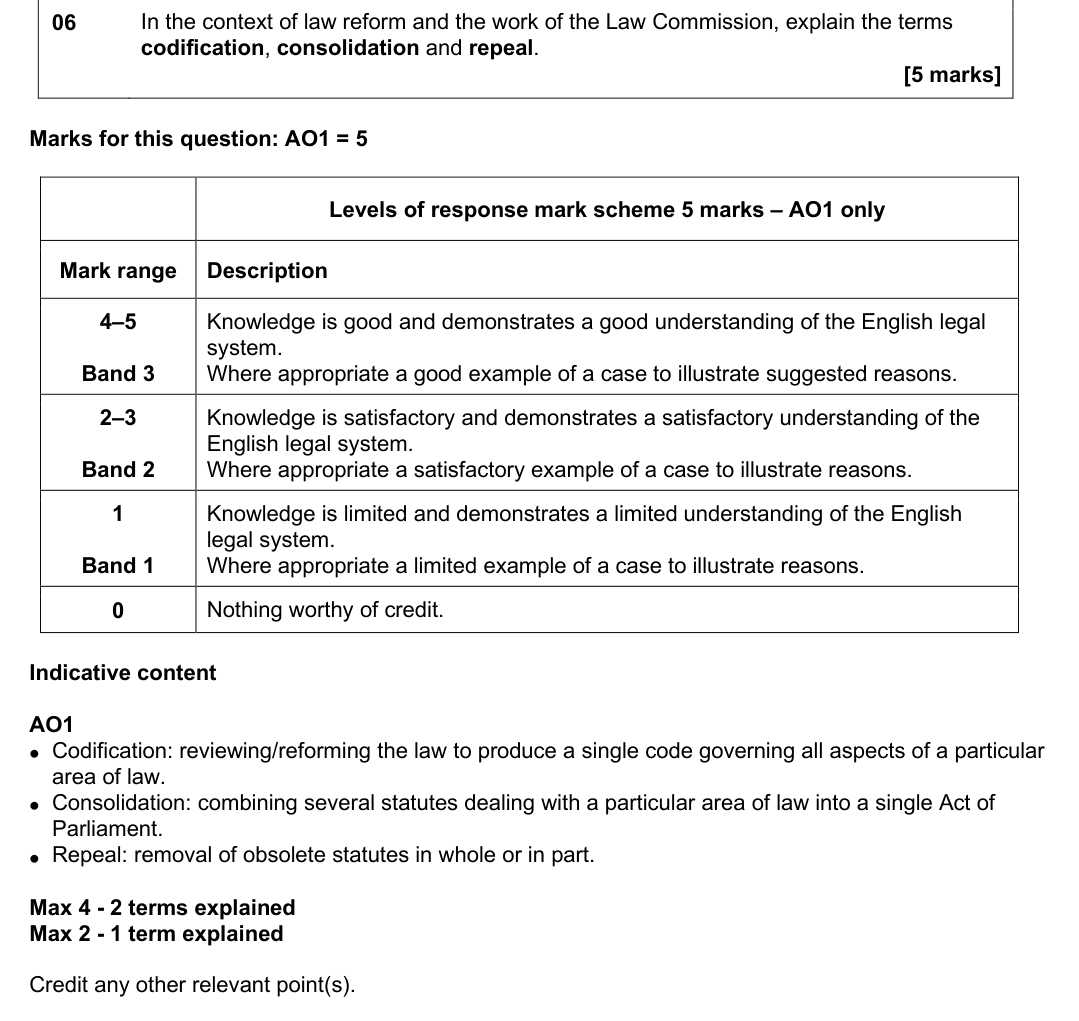 06 In the context of law reform and the work of the Law Commission, explain the terms
codification, consolidation and repeal.
[5 marks]
Marks for this question: AO1 = 5
Levels of response mark scheme 5 marks – AO1 only
Mark range Description
4–5
Band 3
Knowledge is good and demonstrates a good understanding of the English legal
system.
Where appropriate a good example of a case to illustrate suggested reasons.
2–3
Band 2
Knowledge is satisfactory and demonstrates a satisfactory understanding of the
English legal system.
Where appropriate a satisfactory example of a case to illustrate reasons.
1
Band 1
Knowledge is limited and demonstrates a limited understanding of the English
legal system.
Where appropriate a limited example of a case to illustrate reasons.
0 Nothing worthy of credit.
Indicative content
AO1
• Codification: reviewing/reforming the law to produce a single code governing all aspects of a particular
area of law.
• Consolidation: combining several statutes dealing with a particular area of law into a single Act of
Parliament.
• Repeal: removal of obsolete statutes in whole or in part.
Max 4 - 2 terms explained
Max 2 - 1 term explained
Credit any other relevant point(s).